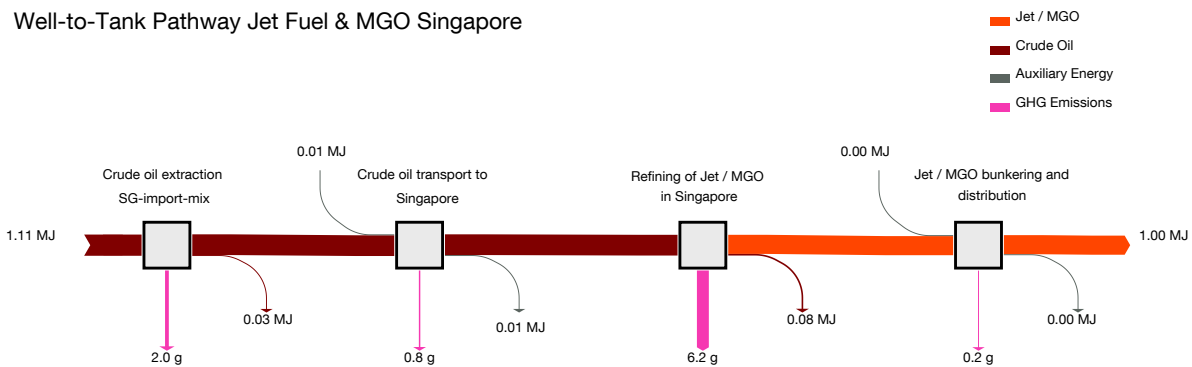 Well-to-Tank Pathway Jet Fuel & MGO Singapore
Jet / MGO
Crude Oil
Auxiliary Energy
GHG Emissions
0.01 MJ
0.00 MJ
Crude oil extraction
SG-import-mix
Crude oil transport to
Singapore
Refining of Jet / MGO
in Singapore
Jet / MGO bunkering and
distribution
1.11 MJ
1.00 MJ
0.03 MJ
0.01 MJ
0.08 MJ
0.00 MJ
2.0 g
0.8 g
6.2 g
0.2 g